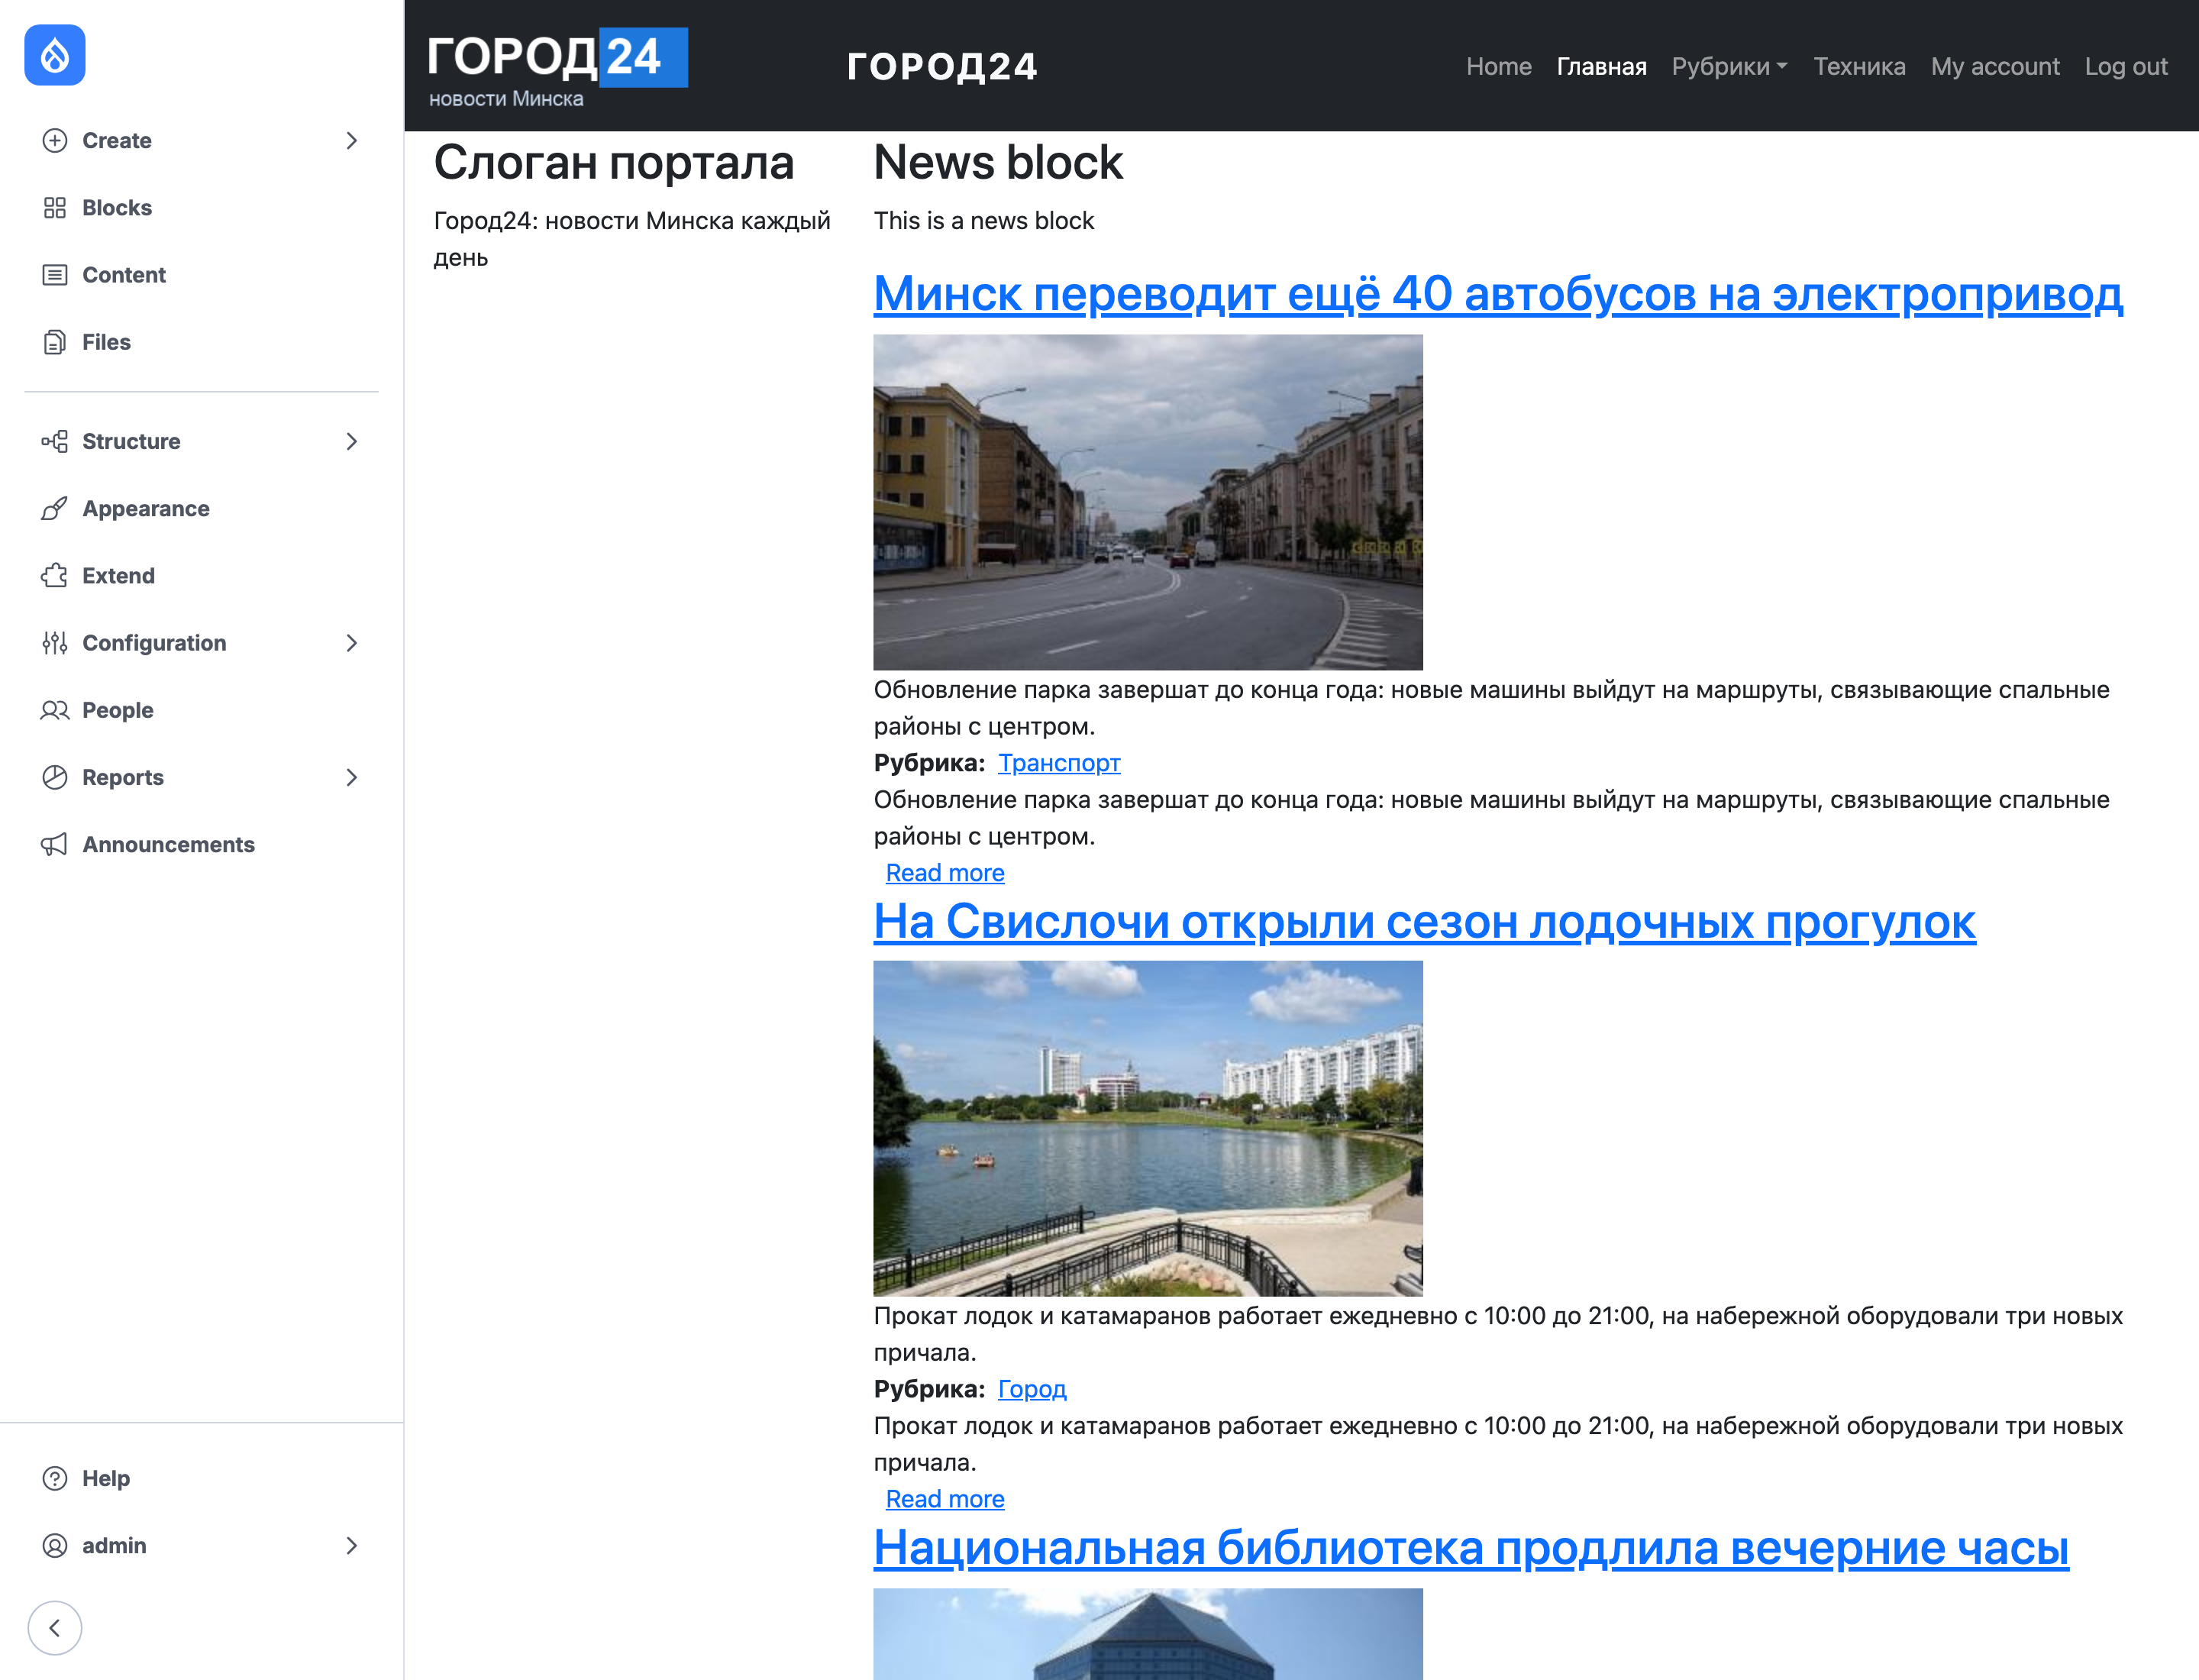 Create
Blocks
Content
Files
Structure
Appearance
Extend
Configuration
People
Reports
Announcements
Help
admin
ГОРОД24
новости Минска
ГОРОД24
Home Главная Рубрики Техника My account Log out
Слоган портала
Город24: новости Минска каждый
день
News block
This is a news block
Минск переводит ещё 40 автобусов на электропривод
Обновление парка завершат до конца года: новые машины выйдут на маршруты, связывающие спальные
районы с центром.
Рубрика: Транспорт
Обновление парка завершат до конца года: новые машины выйдут на маршруты, связывающие спальные
районы с центром.
Read more
На Свислочи открыли сезон лодочных прогулок
Прокат лодок и катамаранов работает ежедневно с 10:00 до 21:00, на набережной оборудовали три новых
причала.
Рубрика: Город
Прокат лодок и катамаранов работает ежедневно с 10:00 до 21:00, на набережной оборудовали три новых
причала.
Read more
Национальная библиотека продлила вечерние часы